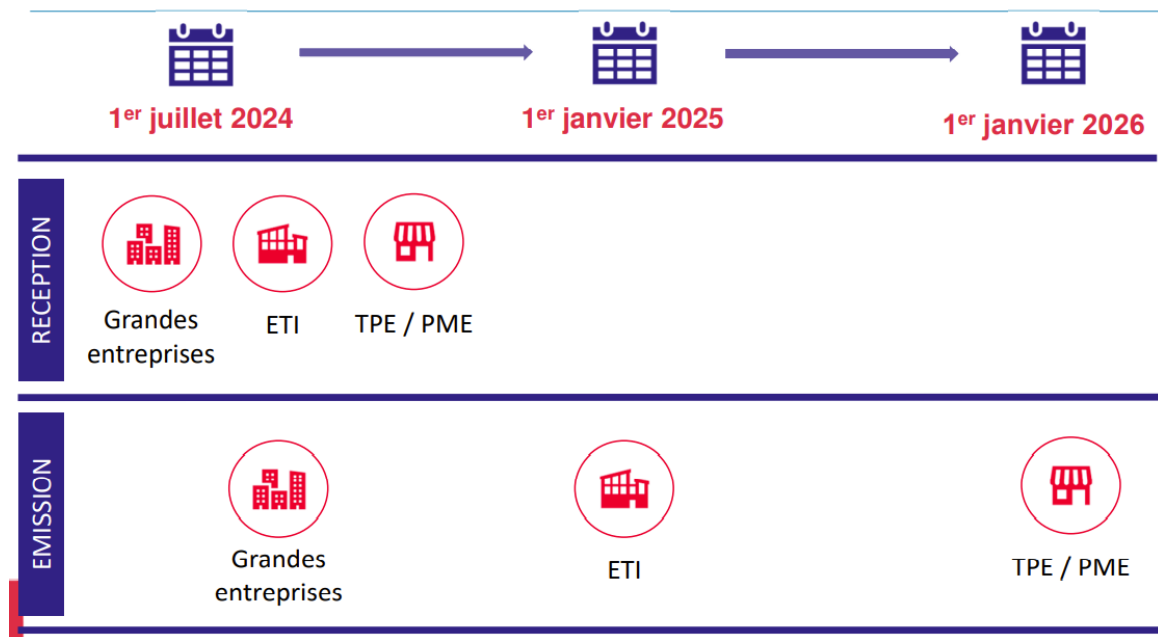 1er juillet 2024
1er janvier 2025
1er janvier 2026
RECEPTION
Grandes
entreprises
ETI
TPE / PME
EMISSION
Grandes
entreprises
ETI
TPE / PME